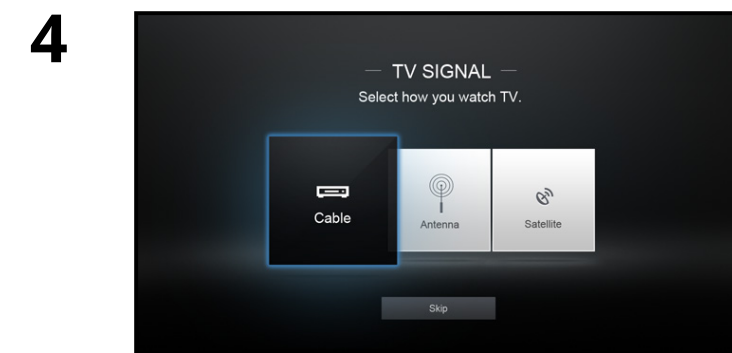 4
— TV SIGNAL —
Select how you watch TV.
Cable
Antenna
Satellite
Skip